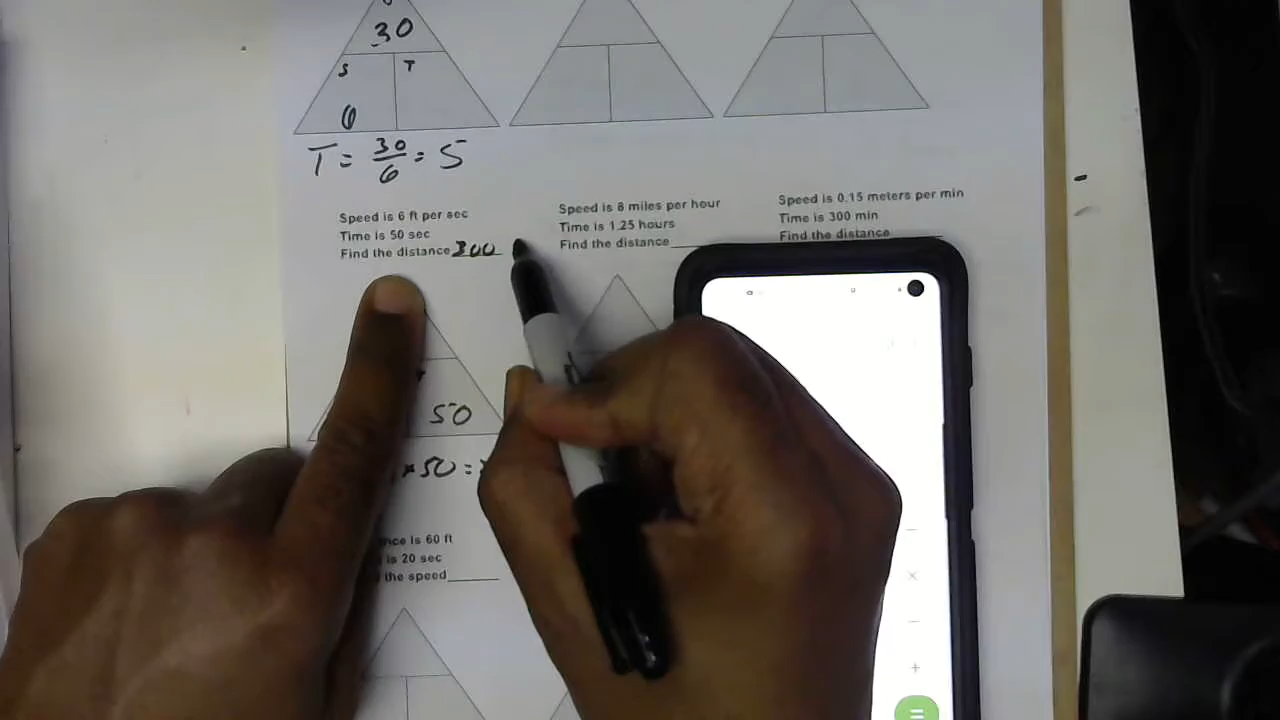 30
S T
6
T = 30/6 = 5
Speed is 6 ft per sec
Time is 50 sec
Find the distance 300
Speed is 8 miles per hour
Time is 1.25 hours
Find the distance
Speed is 0.15 meters per min
Time is 300 min
Find the distance
50
× 50 =
nce is 60 ft
is 20 sec
the speed
×
+
=